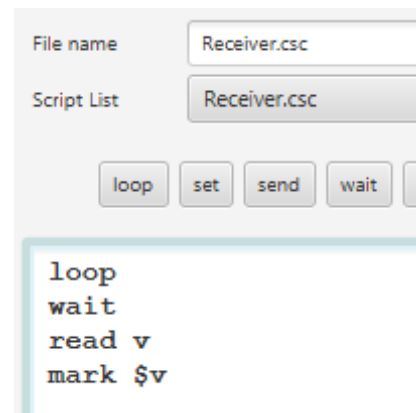 File name Receiver.csc
Script List Receiver.csc
loop set send wait
loop
wait
read v
mark $v